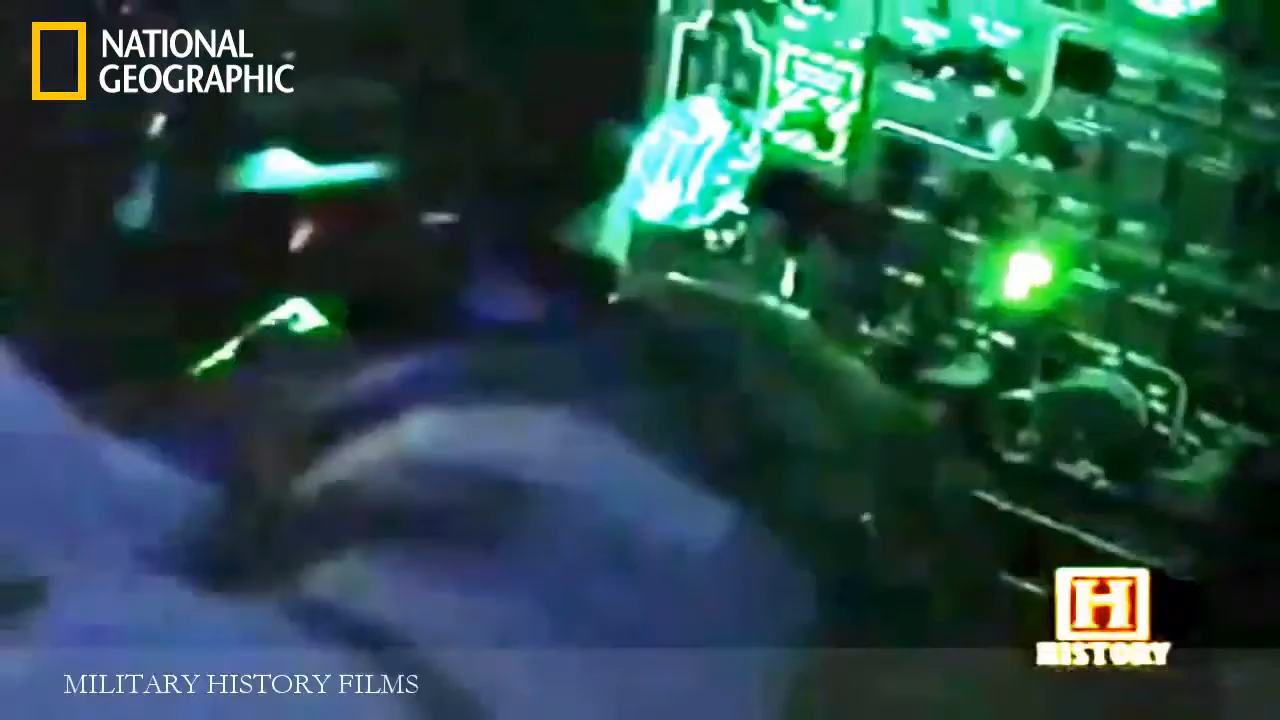 NATIONAL
GEOGRAPHIC
H
HISTORY
MILITARY HISTORY FILMS